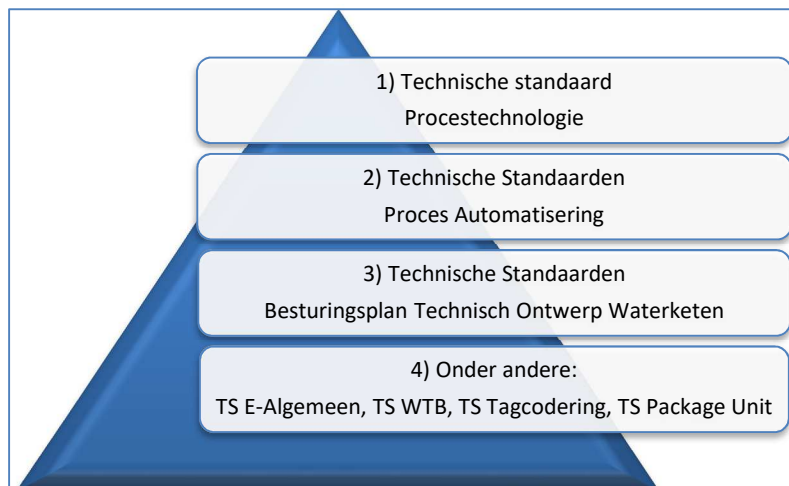 1) Technische standaard
Procestechnologie
2) Technische Standaarden
Proces Automatisering
3) Technische Standaarden
Besturingsplan Technisch Ontwerp Waterketen
4) Onder andere:
TS E-Algemeen, TS WTB, TS Tagcodering, TS Package Unit